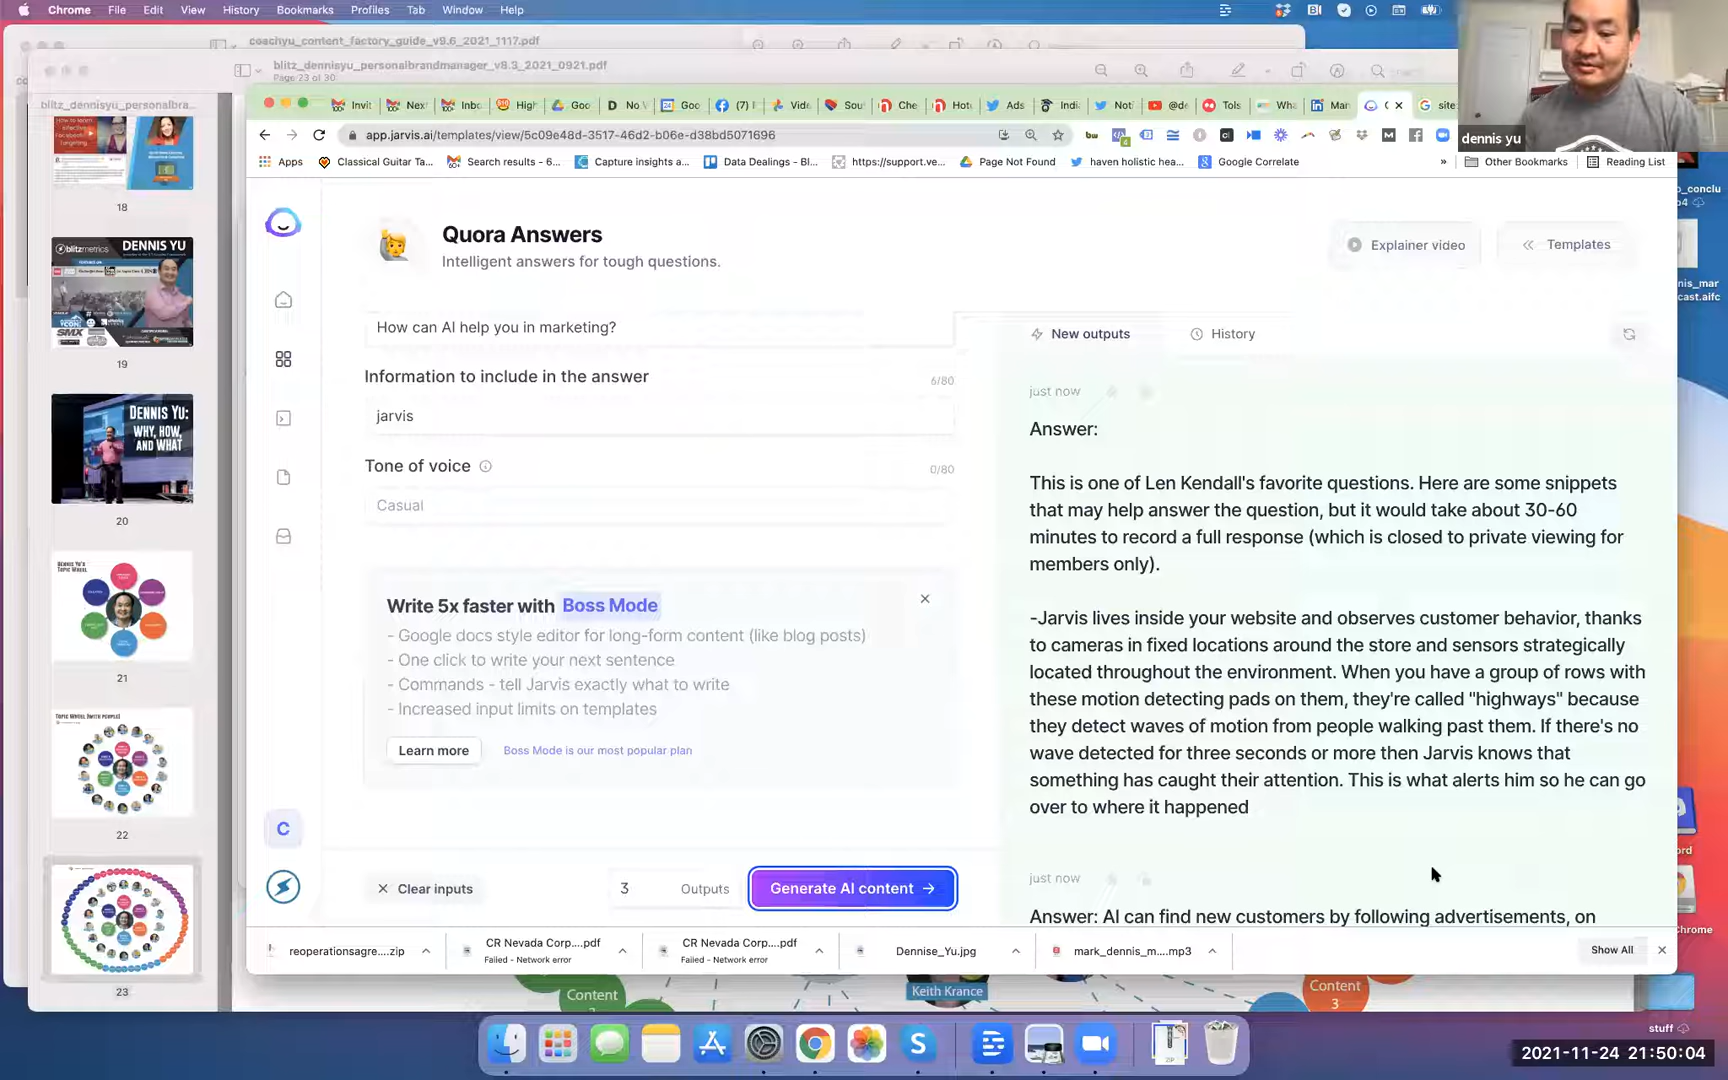 Chrome File Edit View History Bookmarks Profiles Tab Window Help
coachyu_content_factory_guide_v9.6_2021_1117.pdf
blitz_dennisyu_personalbrandmanager_v8.3_2021_0921.pdf
Page 23 of 30
blitz_dennisyu_personalbra...
app.jarvis.ai/templates/view/5c09e48d-3517-46d2-b06e-d38bd5071696
dennis yu
Apps Classical Guitar Ta... Search results - 6... Capture insights a... Data Dealings - Bl... https://support.ve... Page Not Found haven holistic hea... Google Correlate » Other Bookmarks Reading List
18
blitzmetrics DENNIS YU
19
DENNIS YU:
WHY, HOW,
AND WHAT
20
DENNIS YU'S
TOPIC WHEEL
21
TOPIC WHEEL (WITH PEOPLE)
22
23
Quora Answers
Intelligent answers for tough questions.
Explainer video
Templates
How can AI help you in marketing?
Information to include in the answer
6/80
jarvis
Tone of voice
0/80
Casual
Write 5x faster with Boss Mode
- Google docs style editor for long-form content (like blog posts)
- One click to write your next sentence
- Commands - tell Jarvis exactly what to write
- Increased input limits on templates
Learn more
Boss Mode is our most popular plan
C
Clear inputs
3 Outputs
Generate AI content →
New outputs
History
just now
Answer:
This is one of Len Kendall's favorite questions. Here are some snippets
that may help answer the question, but it would take about 30-60
minutes to record a full response (which is closed to private viewing for
members only).
-Jarvis lives inside your website and observes customer behavior, thanks
to cameras in fixed locations around the store and sensors strategically
located throughout the environment. When you have a group of rows with
these motion detecting pads on them, they're called "highways" because
they detect waves of motion from people walking past them. If there's no
wave detected for three seconds or more then Jarvis knows that
something has caught their attention. This is what alerts him so he can go
over to where it happened
just now
Answer: AI can find new customers by following advertisements, on
reoperationsagre....zip
CR Nevada Corp....pdf
Failed - Network error
CR Nevada Corp....pdf
Failed - Network error
Dennise_Yu.jpg
mark_dennis_m....mp3
Show All
Content
Keith Krance
Content
3
stuff
2021-11-24 21:50:04